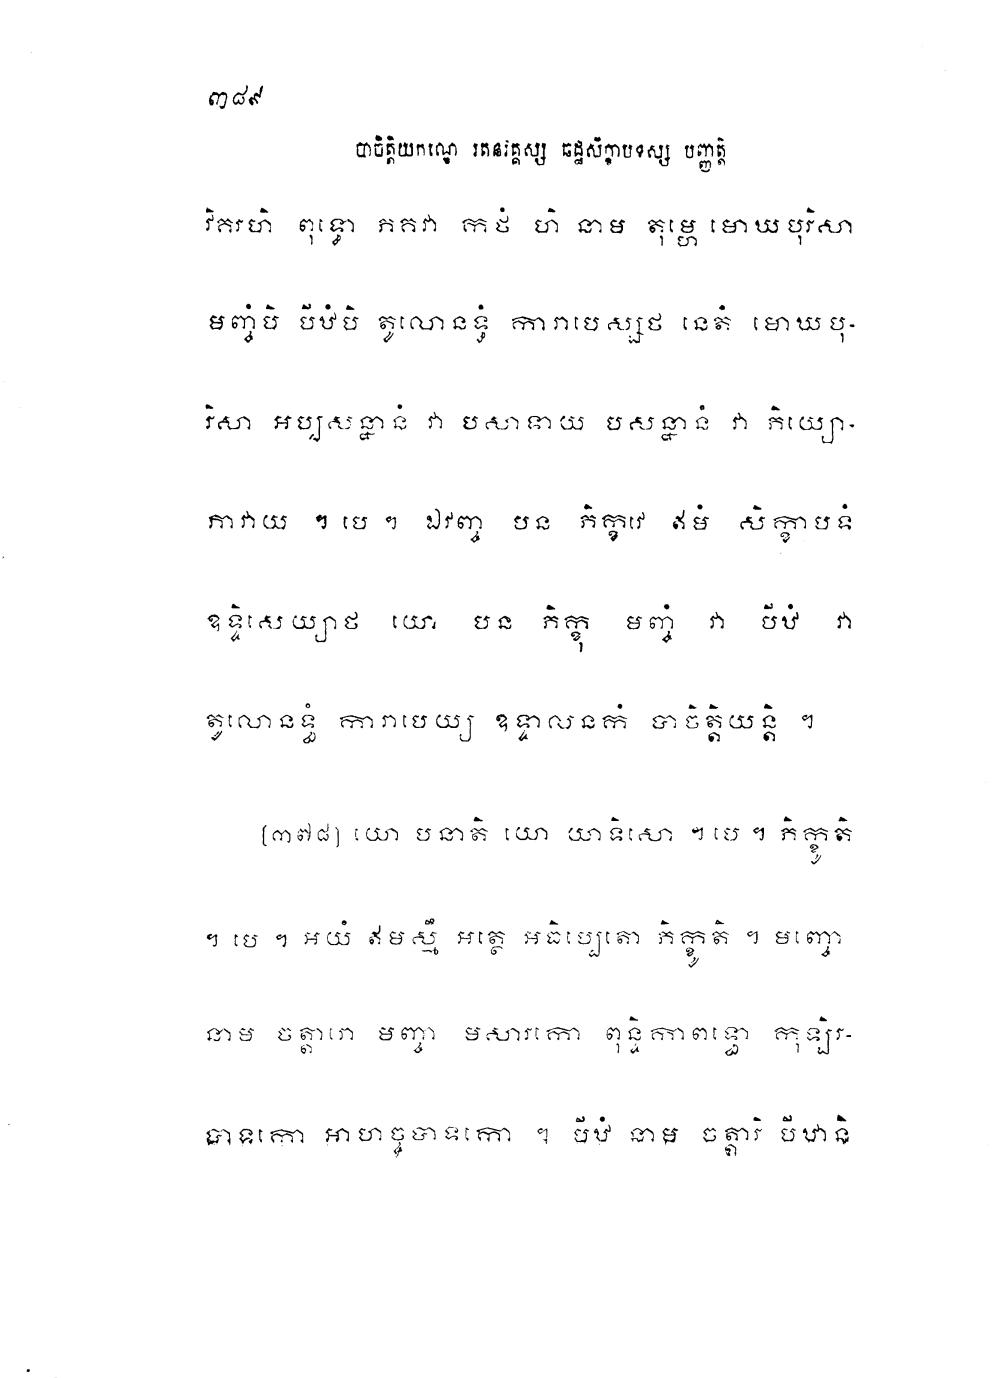 ៣៨៩
បាចិត្តិយកណ្ឌេ រតនវគ្គស្ស ឆដ្ឋសិក្ខាបទស្ស បញ្ញត្តិ
វិគរហិ ពុទ្ធោ ភគវា កថំ ហិ នាម តុម្ហេ មោឃបុរិសា
មញ្ចំបិ បីឋំបិ តូលោនទ្ធំ ការាបេស្សថ នេតំ មោឃបុ-
រិសា អប្បសន្នានំ វា បសាទាយ បសន្នានំ វា ភិយ្យោ-
ភាវាយ ។ បេ ។ ឯវញ្ច បន ភិក្ខវេ ឥមំ សិក្ខាបទំ
ឧទ្ទិសេយ្យាថ យោ បន ភិក្ខុ មញ្ចំ វា បីឋំ វា
តូលោនទ្ធំ ការាបេយ្យ ឧទ្ទាលនកំ បាចិត្តិយន្តិ ។
(៣៧៨) យោ បនាតិ យោ យាទិសោ ។ បេ ។ ភិក្ខូតិ
។ បេ ។ អយំ ឥមស្មឹ អត្ថេ អធិប្បេតោ ភិក្ខូតិ ។ មញ្ចោ
នាម ចត្តារោ មញ្ចា មសារកោ ពុន្ទិកាពទ្ធោ កុឡីរ-
បាទកោ អាហច្ចបាទកោ ។ បីឋំ នាម ចត្តារិ បីឋានិ